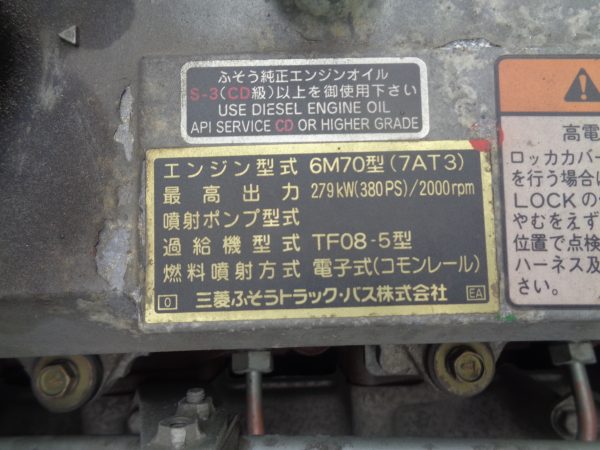 ふそう純正エンジンオイル
S-3(CD級)以上を御使用下さい
USE DIESEL ENGINE OIL
API SERVICE CD OR HIGHER GRADE
エンジン型式 6M70型(7AT3)
最高出力 279kW(380PS)/2000rpm
噴射ポンプ型式
過給機型式 TF08-5型
燃料噴射方式 電子式(コモンレール)
0 三菱ふそうトラック・バス株式会社 EA
高電
ロッカカバー
を行う場合
LOCKの
やむをえず
位置で点検
ハーネス及
さい。